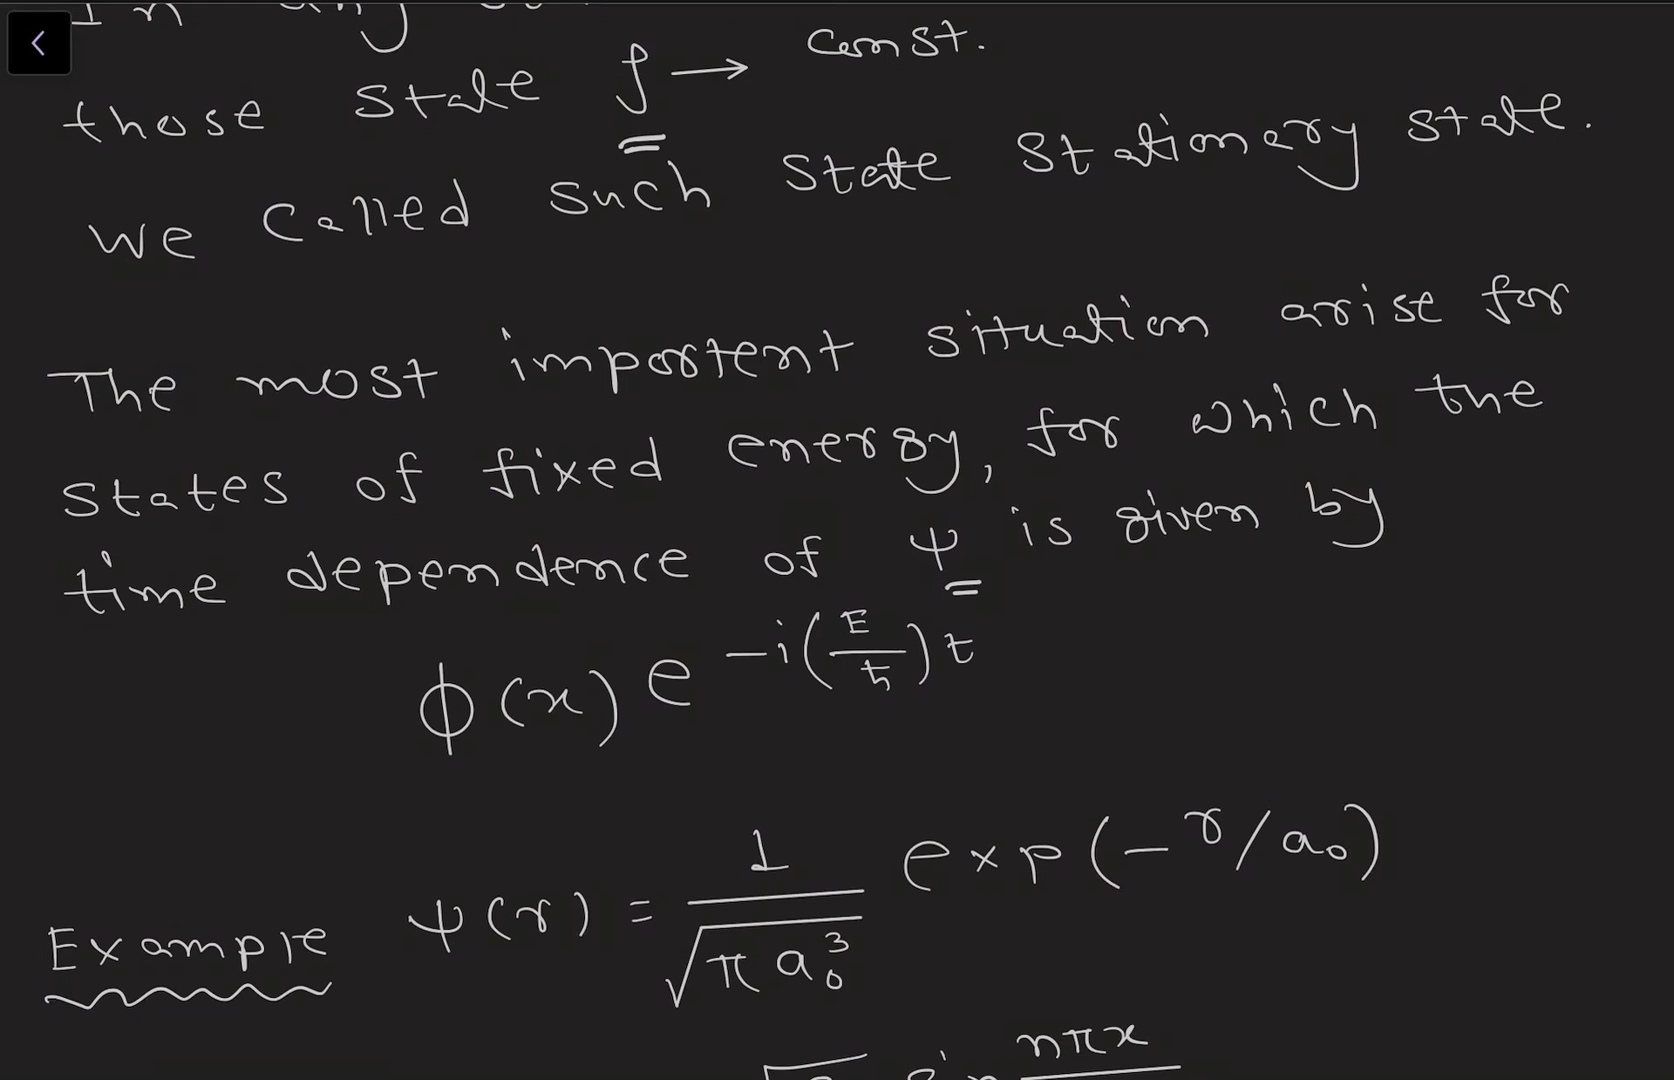 those state ρ → const.
we called such state stationary state.
The most importent situation arise for
states of fixed energy, for which the
time dependence of ψ is given by
ϕ(x) e^{-i(E/ħ)t}
Example ψ(r) = 1/√(πa₀³) exp(-r/a₀)
nπx